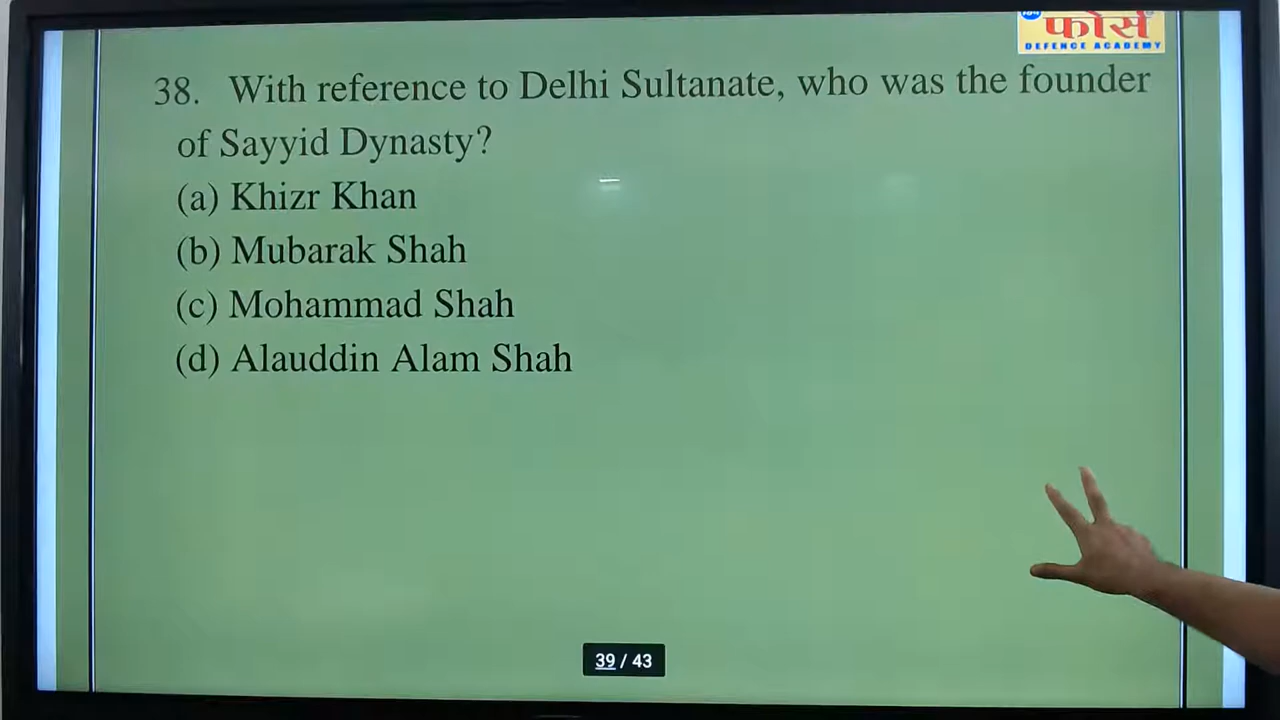 फोर्स
DEFENCE ACADEMY
38. With reference to Delhi Sultanate, who was the founder
of Sayyid Dynasty?
(a) Khizr Khan
(b) Mubarak Shah
(c) Mohammad Shah
(d) Alauddin Alam Shah
39 / 43